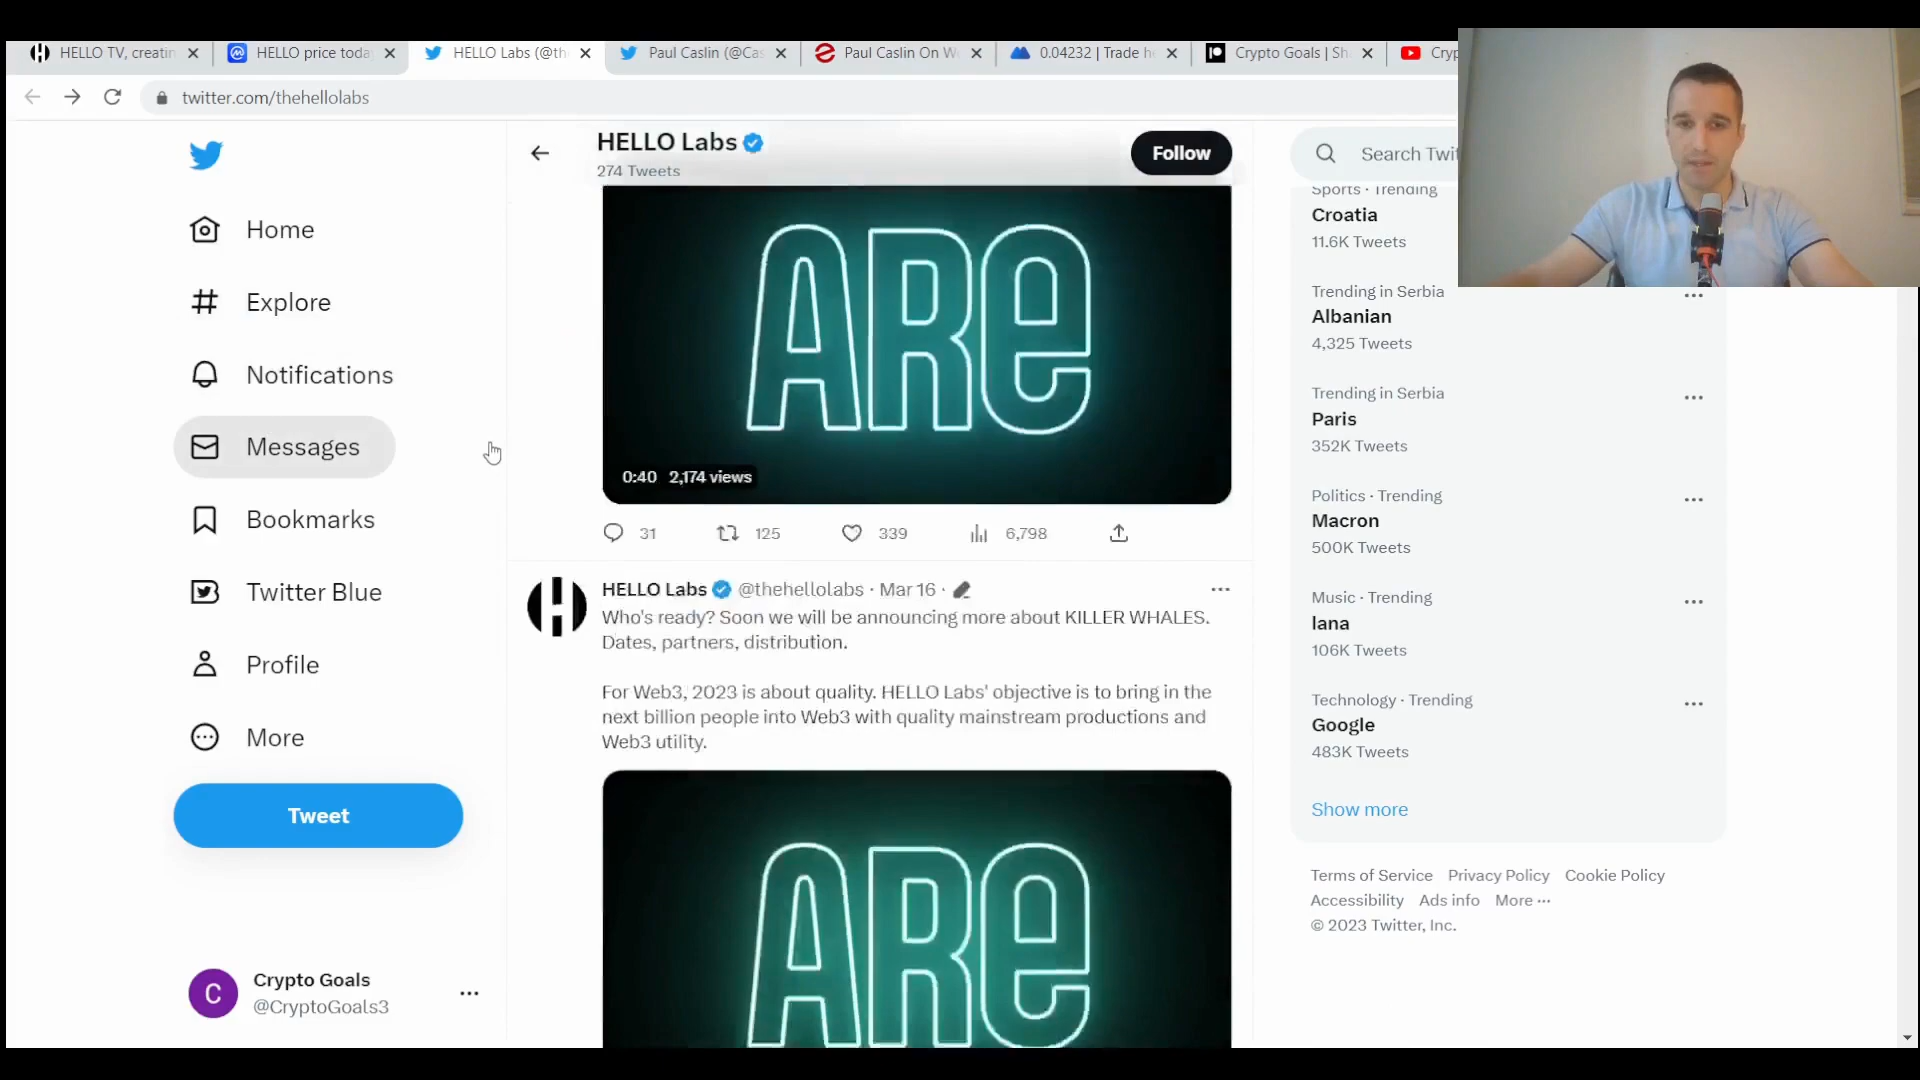 HELLO TV, creatin
HELLO price toda
HELLO Labs (@the
Paul Caslin (@Cas
Paul Caslin On W
0.04232 | Trade h
Crypto Goals | Sh
Cryp
twitter.com/thehellolabs
HELLO Labs
274 Tweets
Follow
Search Twit
Home
Explore
Notifications
Messages
Bookmarks
Twitter Blue
Profile
More
Tweet
Crypto Goals
@CryptoGoals3
C
ARE
0:40 2,174 views
31 125 339 6,798
HELLO Labs @thehellolabs · Mar 16 ·
Who's ready? Soon we will be announcing more about KILLER WHALES.
Dates, partners, distribution.
For Web3, 2023 is about quality. HELLO Labs' objective is to bring in the
next billion people into Web3 with quality mainstream productions and
Web3 utility.
ARE
Sports · Trending
Croatia
11.6K Tweets
Trending in Serbia
Albanian
4,325 Tweets
Trending in Serbia
Paris
352K Tweets
Politics · Trending
Macron
500K Tweets
Music · Trending
lana
106K Tweets
Technology · Trending
Google
483K Tweets
Show more
Terms of Service Privacy Policy Cookie Policy
Accessibility Ads info More ···
© 2023 Twitter, Inc.